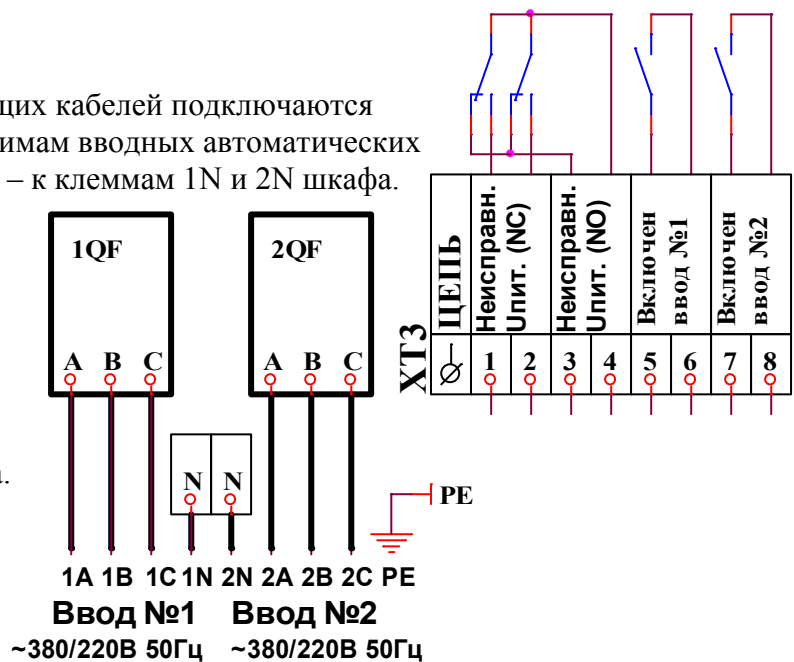 щих кабелей подключаются
имам вводных автоматических
– к клеммам 1N и 2N шкафа.
1QF
2QF
A B C
A B C
N N
XT3
ЦЕПЬ
Неисправн.
Uпит. (NC)
Неисправн.
Uпит. (NO)
Включен
ввод №1
Включен
ввод №2
1 2 3 4 5 6 7 8
PE
1A 1B 1C 1N 2N 2A 2B 2C PE
Ввод №1 Ввод №2
~380/220В 50Гц ~380/220В 50Гц